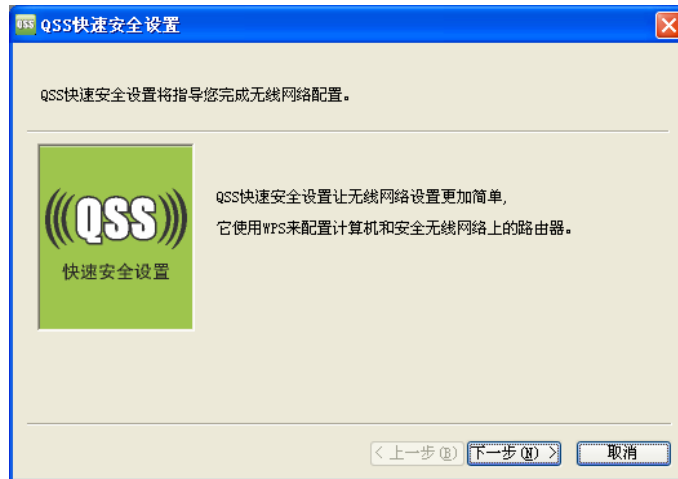 QSS QSS快速安全设置
QSS快速安全设置将指导您完成无线网络配置。
(((QSS)))
快速安全设置
QSS快速安全设置让无线网络设置更加简单,
它使用WPS来配置计算机和安全无线网络上的路由器。
< 上一步(B) 下一步(N) > 取消